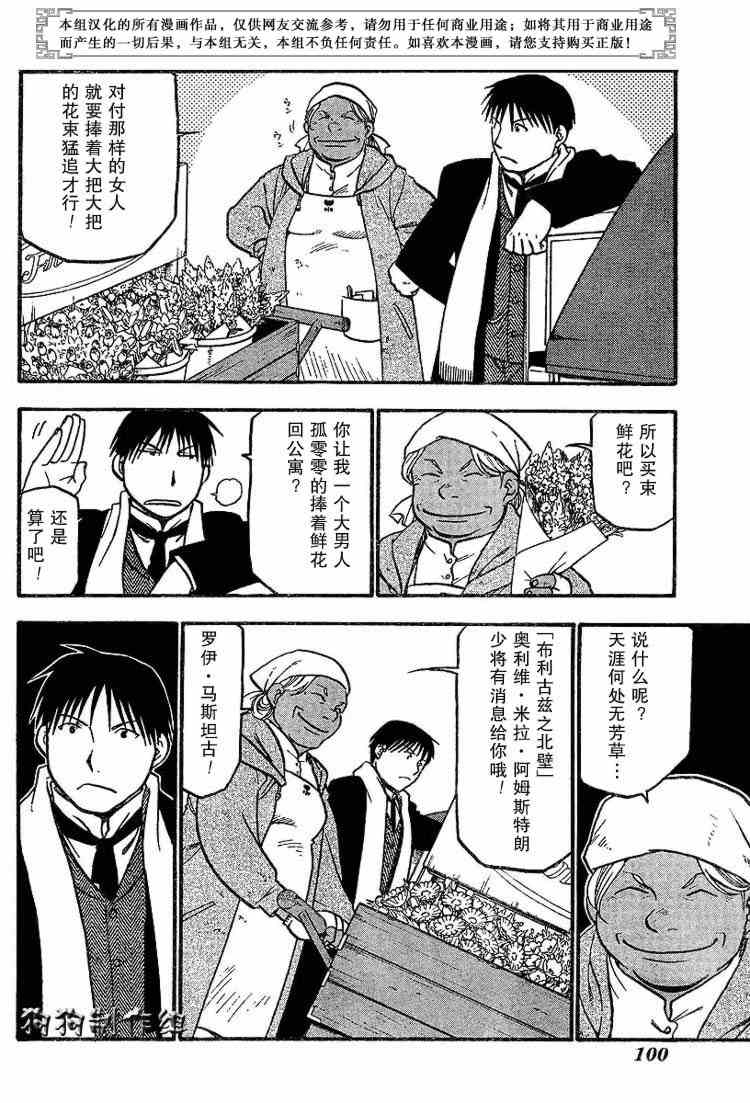 本组汉化的所有漫画作品，仅供网友交流参考，请勿用于任何商业用途；如将其用于商业用途
而产生的一切后果，与本组无关，本组不负任何责任。如喜欢本漫画，请您支持购买正版！
对付那样的女人
就要捧着大把大把
的花束猛追才行！
所以买束
鲜花吧？
你让我一个大男人
孤零零的捧着鲜花
回公寓？
还是
算了吧！
说什么呢？
天涯何处无芳草…
「布利古兹之北壁」
奥利维·米拉·阿姆斯特朗
少将有消息给你哦！
罗伊·马斯坦古！
狗狗制作组
100